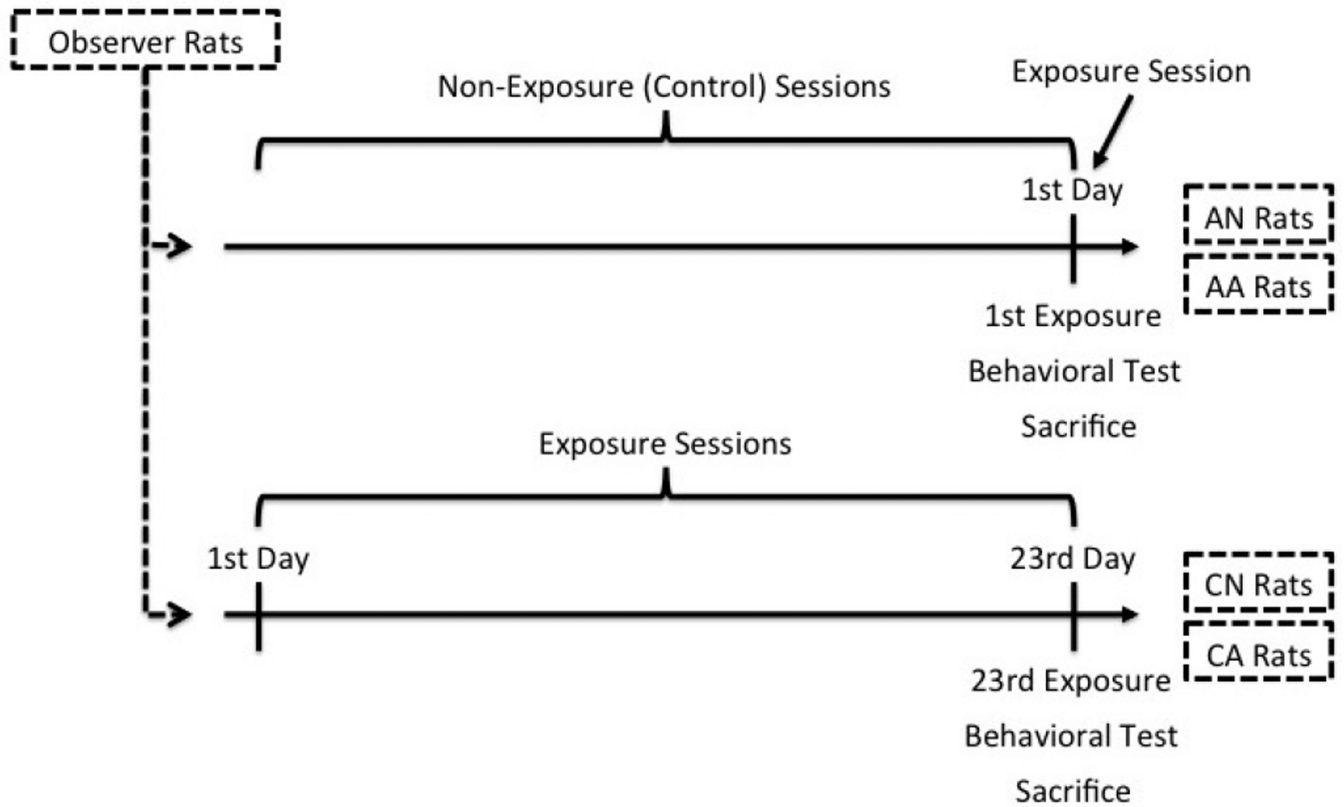 Observer Rats
Non-Exposure (Control) Sessions
Exposure Session
1st Day
AN Rats
AA Rats
1st Exposure
Behavioral Test
Sacrifice
Exposure Sessions
1st Day
23rd Day
CN Rats
CA Rats
23rd Exposure
Behavioral Test
Sacrifice